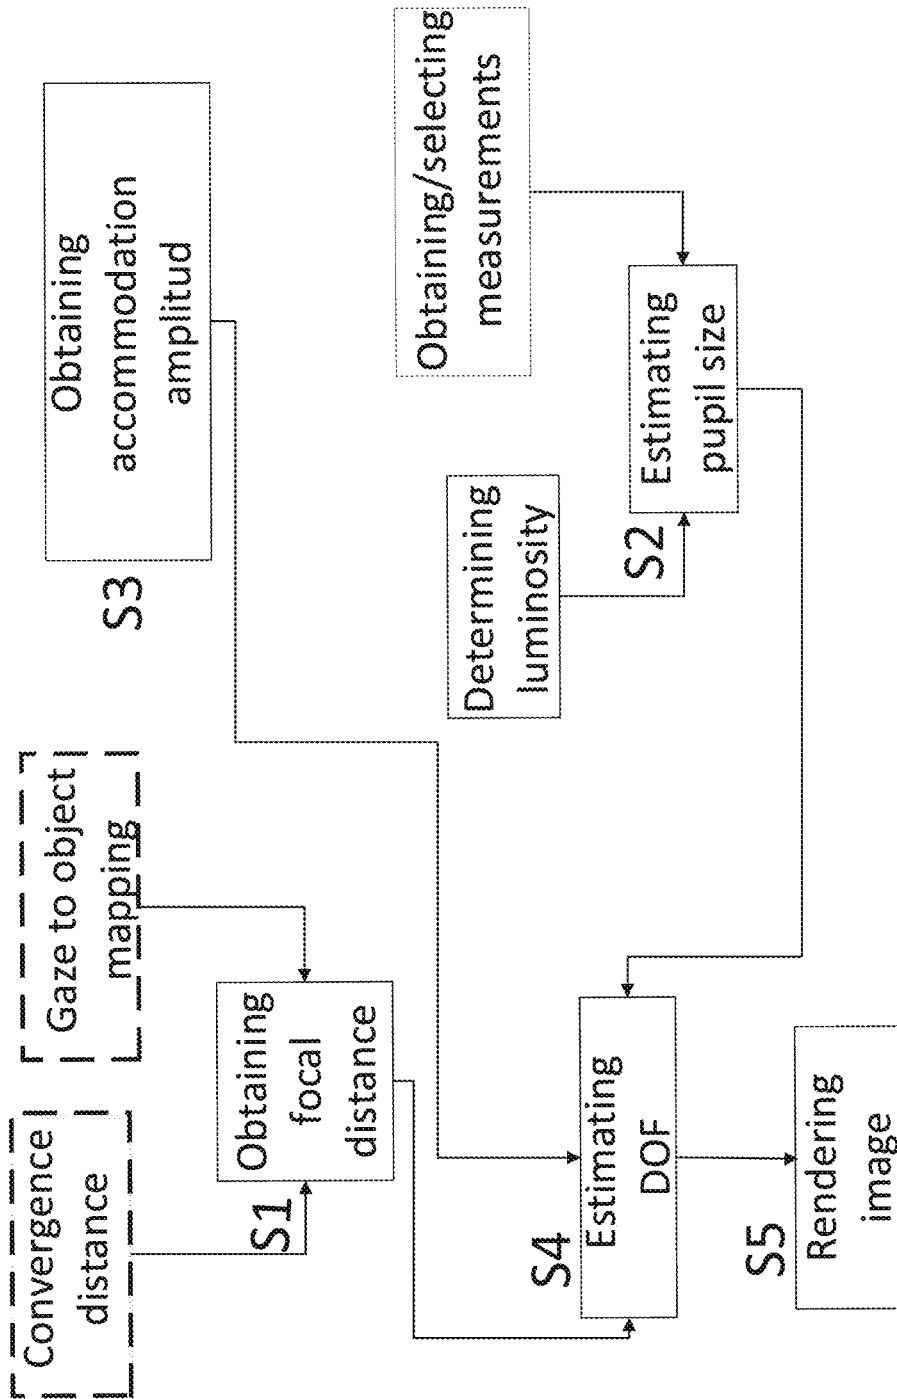 Convergence
distance
Gaze to object
mapping
S1
Obtaining
focal
distance
S3
Obtaining
accommodation
amplitud
Determining
luminosity
Obtaining/selecting
measurements
S2
Estimating
pupil size
S4
Estimating
DOF
S5
Rendering
image